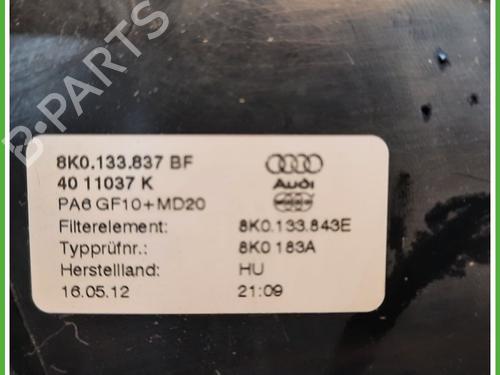 B-PARTS
8K0.133.837 BF
40 11037 K
Audi
PA6 GF10+MD20
Filterelement: 8K0.133.843E
Typprüfnr.: 8K0 183A
Herstellland: HU
16.05.12 21:09